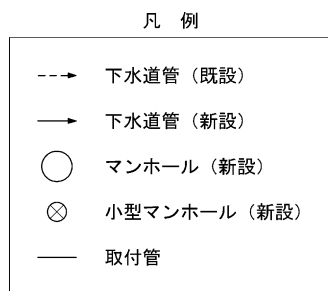 凡　例
下水道管（既設）
下水道管（新設）
マンホール（新設）
小型マンホール（新設）
取付管